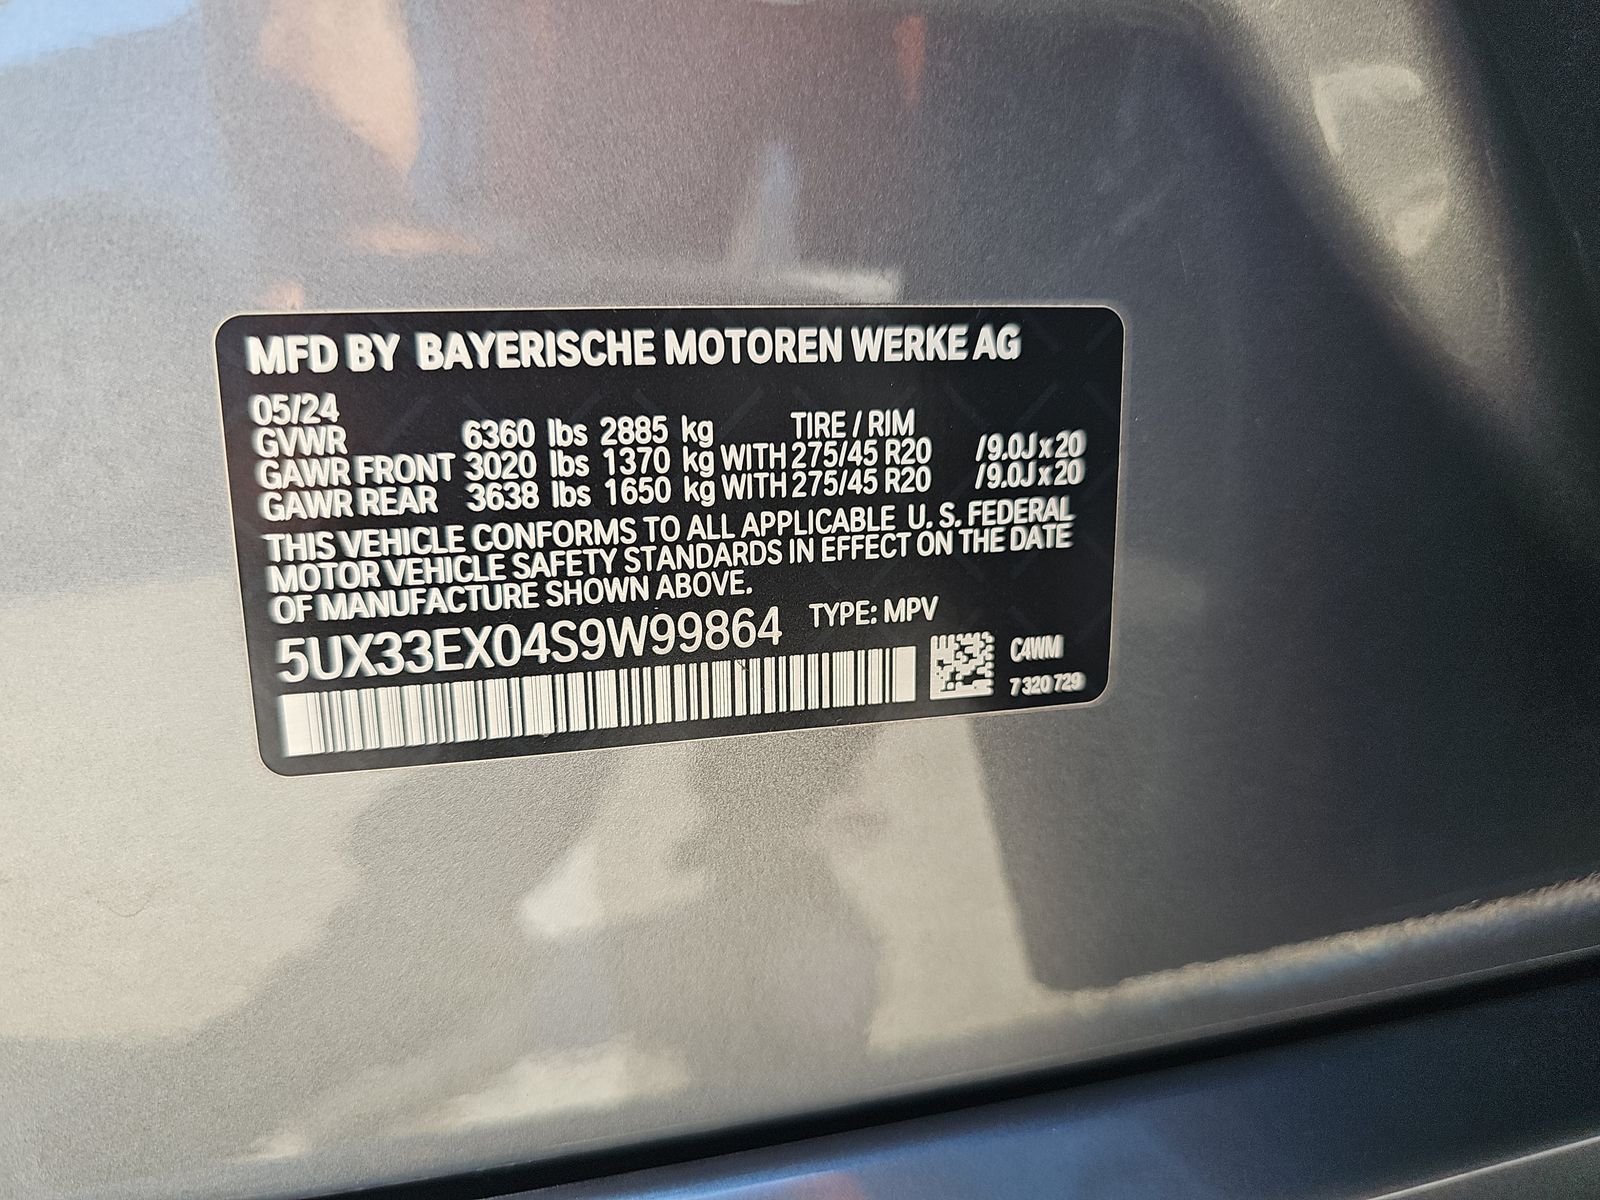 MFD BY BAYERISCHE MOTOREN WERKE AG
05/24 TIRE / RIM
GVWR 6360 lbs 2885 kg
GAWR FRONT 3020 lbs 1370 kg WITH 275/45 R20 /9.0J x 20
GAWR REAR 3638 lbs 1650 kg WITH 275/45 R20 /9.0J x 20
THIS VEHICLE CONFORMS TO ALL APPLICABLE U. S. FEDERAL
MOTOR VEHICLE SAFETY STANDARDS IN EFFECT ON THE DATE
OF MANUFACTURE SHOWN ABOVE.
5UX33EX04S9W99864 TYPE: MPV
C4WM
7 320 729